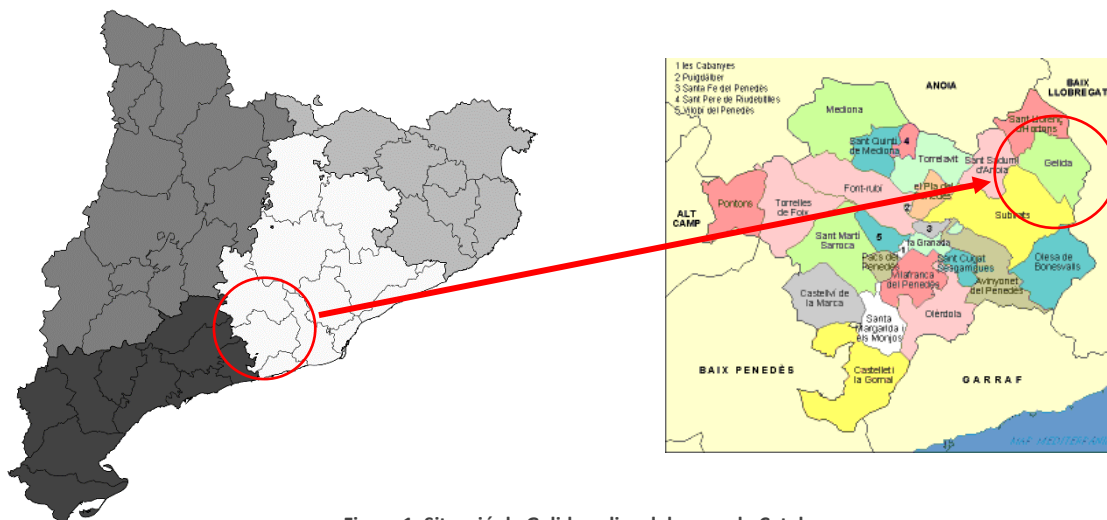 1 les Cabanyes
2 Puigdàlber
3 Santa Fe del Penedès
4 Sant Pere de Riudebitlles
5 Vilobí del Penedès
ANOIA
BAIX
LLOBREGAT
Mediona
Sant Llorenç
d'Hortons
Sant Quintí
de Mediona
4
Torrelavit
Sant Sadurní
d'Anoia
Gelida
Font-rubí
el Pla del
Penedès
Pontons
Torrelles
de Foix
2
Subirats
ALT
CAMP
Sant Martí
Sarroca
5
3
1
la Granada
Pacs del
Penedès
Sant Cugat
Sesgarrigues
Olesa de
Bonesvalls
Vilafranca
del Penedès
Avinyonet
del Penedès
Castellví de
la Marca
Santa
Margarida i
els Monjos
Olèrdola
BAIX PENEDÈS
Castellet i
la Gornal
GARRAF
MAR MEDITERRÀNI